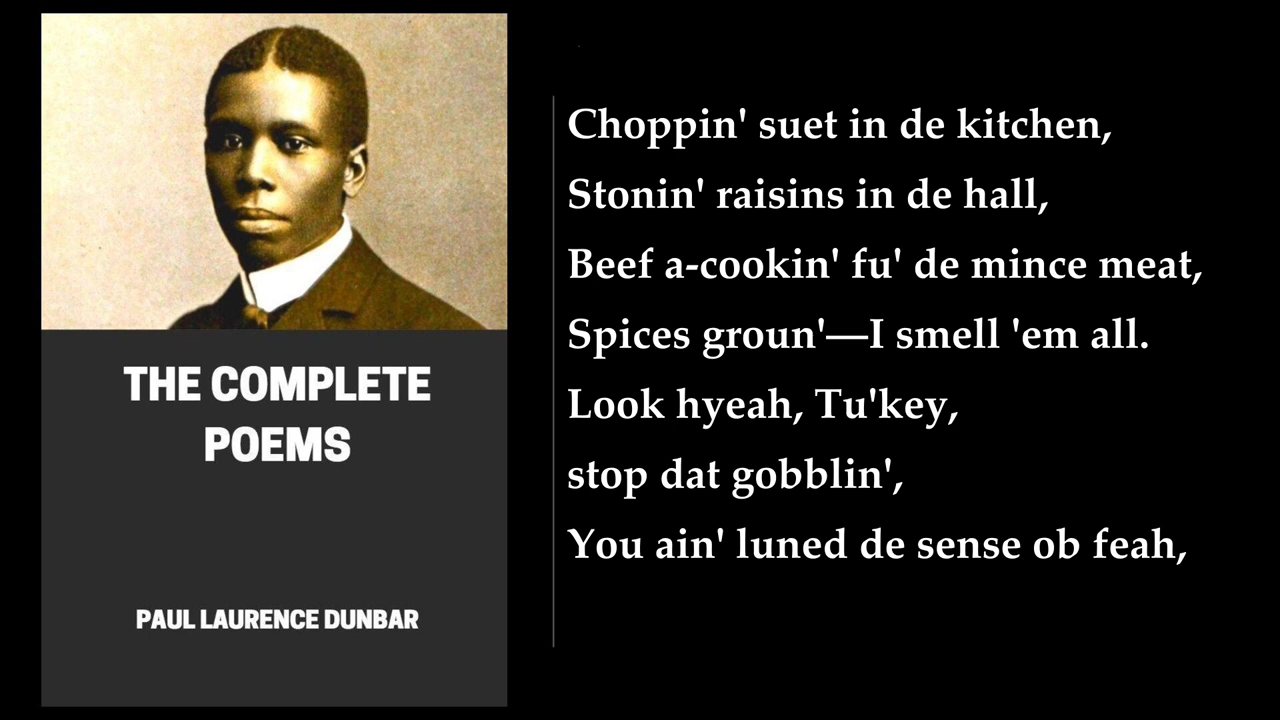 THE COMPLETE
POEMS
PAUL LAURENCE DUNBAR
Choppin' suet in de kitchen,
Stonin' raisins in de hall,
Beef a-cookin' fu' de mince meat,
Spices groun'—I smell 'em all.
Look hyeah, Tu'key,
stop dat gobblin',
You ain' luned de sense ob feah,